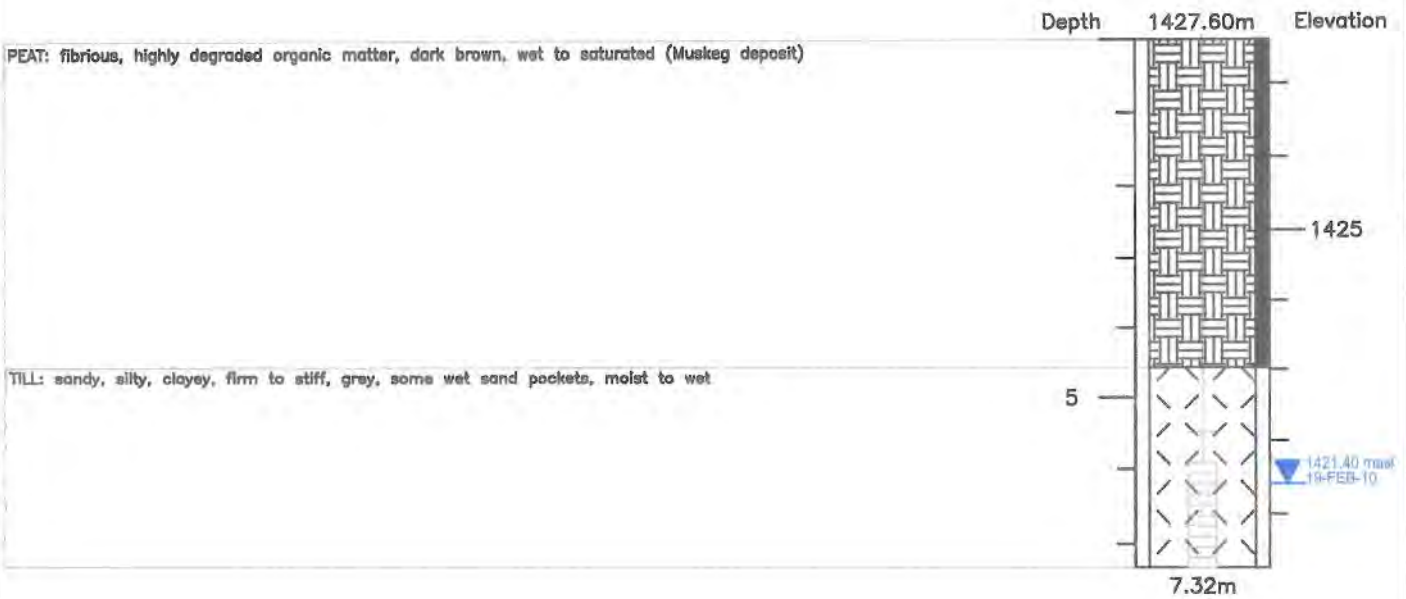 Depth 1427.60m Elevation
PEAT: fibrious, highly degraded organic matter, dark brown, wet to saturated (Muskeg deposit)
1425
TILL: sandy, silty, clayey, firm to stiff, grey, some wet sand pockets, moist to wet
5
1421.40 masl
19-FEB-10
7.32m